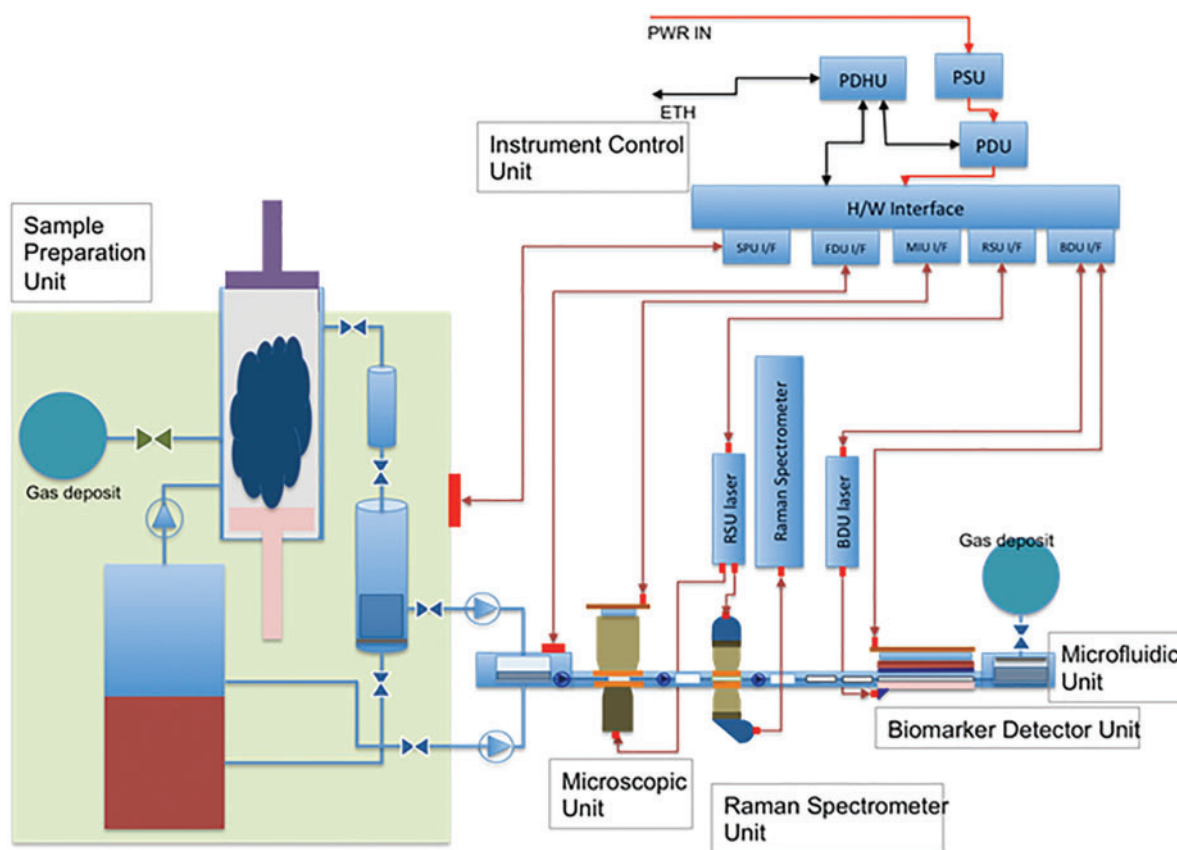 PWR IN
PDHU
PSU
ETH
Instrument Control
Unit
PDU
H/W Interface
SPU I/F
FDU I/F
MIU I/F
RSU I/F
BDU I/F
Sample
Preparation
Unit
Gas deposit
RSU laser
Raman Spectrometer
BDU laser
Gas deposit
Microfluidic
Unit
Biomarker Detector Unit
Microscopic
Unit
Raman Spectrometer
Unit